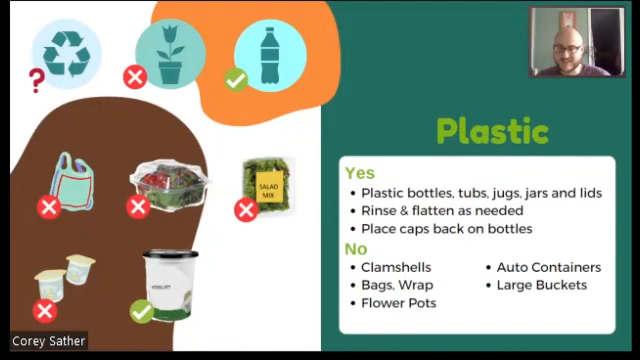 ?
Plastic
Yes
• Plastic bottles, tubs, jugs, jars and lids
• Rinse & flatten as needed
• Place caps back on bottles
No
• Clamshells
• Bags, Wrap
• Flower Pots
• Auto Containers
• Large Buckets
SALAD
MIX
YOGURT
Corey Sather